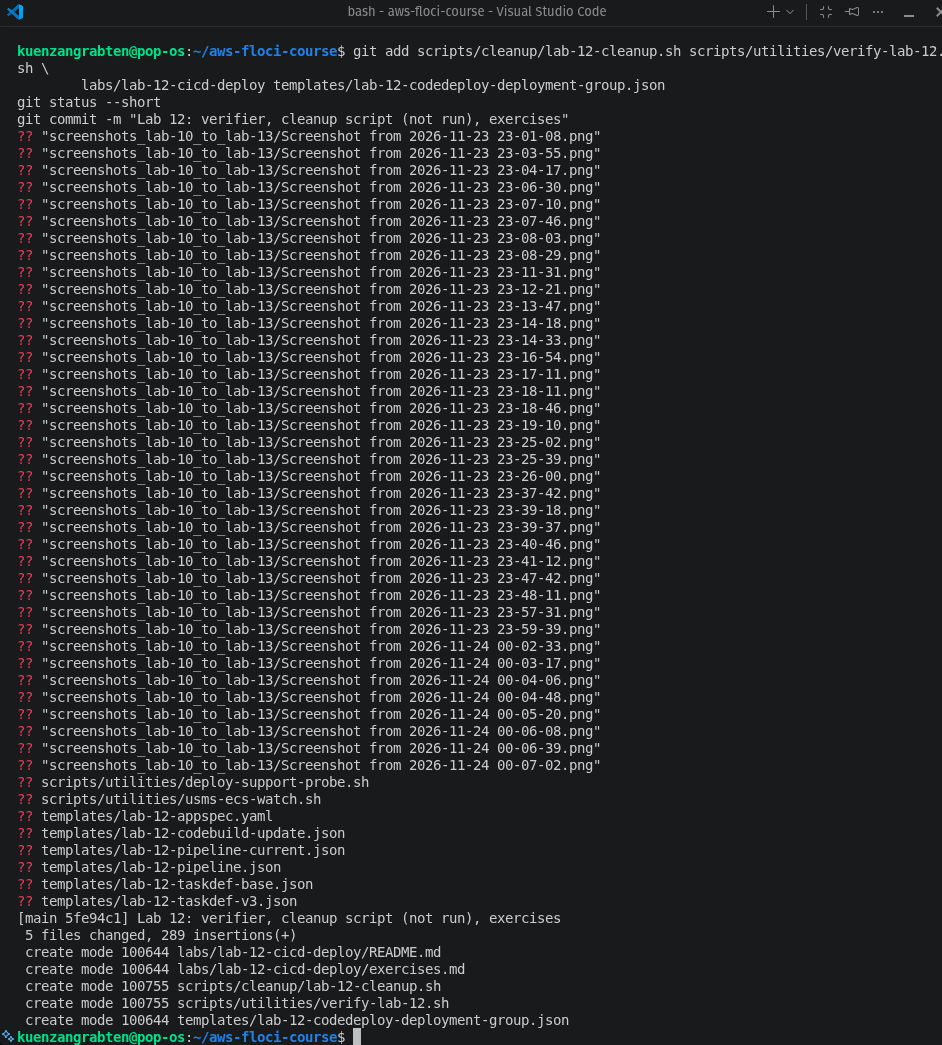 bash - aws-floci-course - Visual Studio Code
kuenzangrabten@pop-os:~/aws-floci-course$ git add scripts/cleanup/lab-12-cleanup.sh scripts/utilities/verify-lab-12.
sh \
        labs/lab-12-cicd-deploy templates/lab-12-codedeploy-deployment-group.json
git status --short
git commit -m "Lab 12: verifier, cleanup script (not run), exercises"
?? "screenshots_lab-10_to_lab-13/Screenshot from 2026-11-23 23-01-08.png"
?? "screenshots_lab-10_to_lab-13/Screenshot from 2026-11-23 23-03-55.png"
?? "screenshots_lab-10_to_lab-13/Screenshot from 2026-11-23 23-04-17.png"
?? "screenshots_lab-10_to_lab-13/Screenshot from 2026-11-23 23-06-30.png"
?? "screenshots_lab-10_to_lab-13/Screenshot from 2026-11-23 23-07-10.png"
?? "screenshots_lab-10_to_lab-13/Screenshot from 2026-11-23 23-07-46.png"
?? "screenshots_lab-10_to_lab-13/Screenshot from 2026-11-23 23-08-03.png"
?? "screenshots_lab-10_to_lab-13/Screenshot from 2026-11-23 23-08-29.png"
?? "screenshots_lab-10_to_lab-13/Screenshot from 2026-11-23 23-11-31.png"
?? "screenshots_lab-10_to_lab-13/Screenshot from 2026-11-23 23-12-21.png"
?? "screenshots_lab-10_to_lab-13/Screenshot from 2026-11-23 23-13-47.png"
?? "screenshots_lab-10_to_lab-13/Screenshot from 2026-11-23 23-14-18.png"
?? "screenshots_lab-10_to_lab-13/Screenshot from 2026-11-23 23-14-33.png"
?? "screenshots_lab-10_to_lab-13/Screenshot from 2026-11-23 23-16-54.png"
?? "screenshots_lab-10_to_lab-13/Screenshot from 2026-11-23 23-17-11.png"
?? "screenshots_lab-10_to_lab-13/Screenshot from 2026-11-23 23-18-11.png"
?? "screenshots_lab-10_to_lab-13/Screenshot from 2026-11-23 23-18-46.png"
?? "screenshots_lab-10_to_lab-13/Screenshot from 2026-11-23 23-19-10.png"
?? "screenshots_lab-10_to_lab-13/Screenshot from 2026-11-23 23-25-02.png"
?? "screenshots_lab-10_to_lab-13/Screenshot from 2026-11-23 23-25-39.png"
?? "screenshots_lab-10_to_lab-13/Screenshot from 2026-11-23 23-26-00.png"
?? "screenshots_lab-10_to_lab-13/Screenshot from 2026-11-23 23-37-42.png"
?? "screenshots_lab-10_to_lab-13/Screenshot from 2026-11-23 23-39-18.png"
?? "screenshots_lab-10_to_lab-13/Screenshot from 2026-11-23 23-39-37.png"
?? "screenshots_lab-10_to_lab-13/Screenshot from 2026-11-23 23-40-46.png"
?? "screenshots_lab-10_to_lab-13/Screenshot from 2026-11-23 23-41-12.png"
?? "screenshots_lab-10_to_lab-13/Screenshot from 2026-11-23 23-47-42.png"
?? "screenshots_lab-10_to_lab-13/Screenshot from 2026-11-23 23-48-11.png"
?? "screenshots_lab-10_to_lab-13/Screenshot from 2026-11-23 23-57-31.png"
?? "screenshots_lab-10_to_lab-13/Screenshot from 2026-11-23 23-59-39.png"
?? "screenshots_lab-10_to_lab-13/Screenshot from 2026-11-24 00-02-33.png"
?? "screenshots_lab-10_to_lab-13/Screenshot from 2026-11-24 00-03-17.png"
?? "screenshots_lab-10_to_lab-13/Screenshot from 2026-11-24 00-04-06.png"
?? "screenshots_lab-10_to_lab-13/Screenshot from 2026-11-24 00-04-48.png"
?? "screenshots_lab-10_to_lab-13/Screenshot from 2026-11-24 00-05-20.png"
?? "screenshots_lab-10_to_lab-13/Screenshot from 2026-11-24 00-06-08.png"
?? "screenshots_lab-10_to_lab-13/Screenshot from 2026-11-24 00-06-39.png"
?? "screenshots_lab-10_to_lab-13/Screenshot from 2026-11-24 00-07-02.png"
?? scripts/utilities/deploy-support-probe.sh
?? scripts/utilities/usms-ecs-watch.sh
?? templates/lab-12-appspec.yaml
?? templates/lab-12-codebuild-update.json
?? templates/lab-12-pipeline-current.json
?? templates/lab-12-pipeline.json
?? templates/lab-12-taskdef-base.json
?? templates/lab-12-taskdef-v3.json
[main 5fe94c1] Lab 12: verifier, cleanup script (not run), exercises
 5 files changed, 289 insertions(+)
 create mode 100644 labs/lab-12-cicd-deploy/README.md
 create mode 100644 labs/lab-12-cicd-deploy/exercises.md
 create mode 100755 scripts/cleanup/lab-12-cleanup.sh
 create mode 100755 scripts/utilities/verify-lab-12.sh
 create mode 100644 templates/lab-12-codedeploy-deployment-group.json
kuenzangrabten@pop-os:~/aws-floci-course$